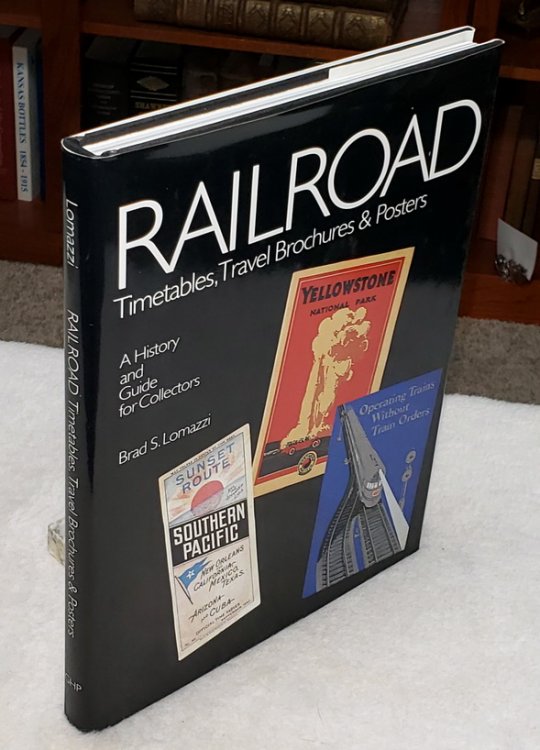 RAILROAD
Timetables, Travel Brochures & Posters
A History
and
Guide
for Collectors
Brad S. Lomazzi
YELLOWSTONE
NATIONAL PARK
Operating Trains
Without
Train Orders
SUNSET
ROUTE
SOUTHERN
PACIFIC
NEW ORLEANS
CALIFORNIA
MEXICO,
TEXAS,
ARIZONA
AND CUBA
Lomazzi RAILROAD Timetables, Travel Brochures & Posters GHP
KANSAS BOTTLES 1854-1915